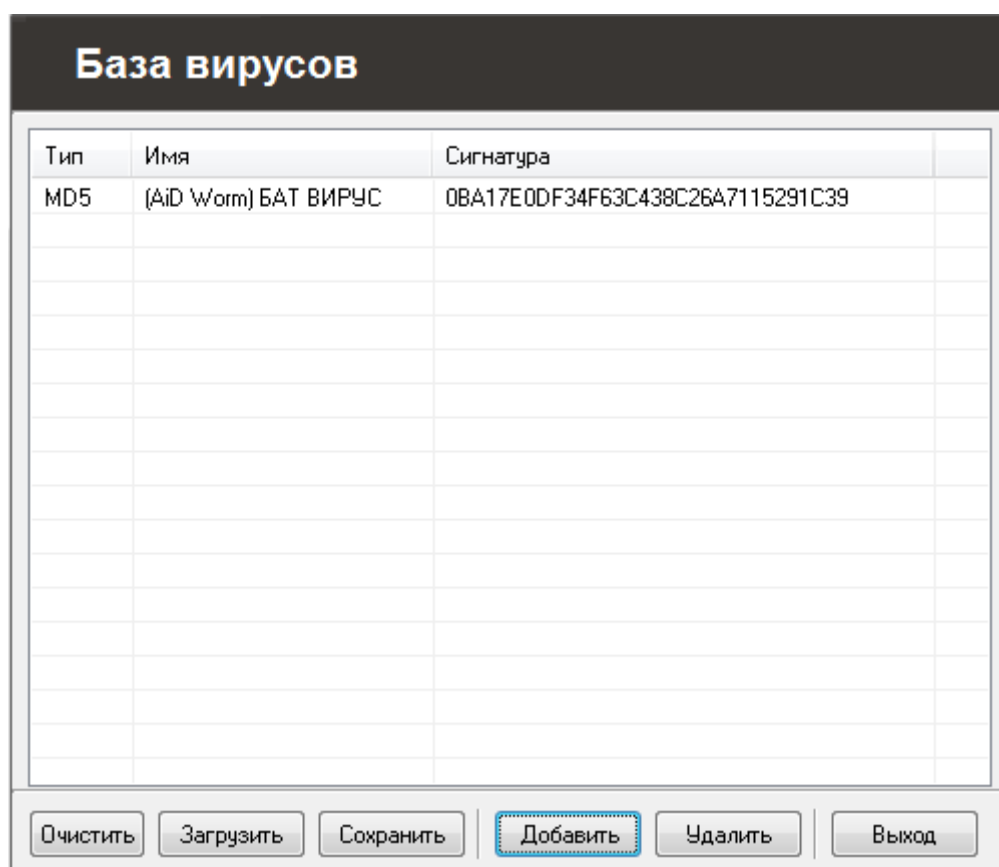 База вирусов
Тип Имя Сигнатура
MD5 (AiD Worm) БАТ ВИРУС 0BA17E0DF34F63C438C26A7115291C39
Очистить Загрузить Сохранить Добавить Удалить Выход